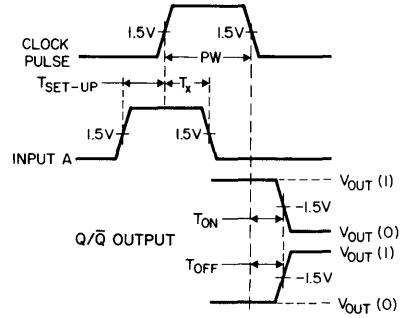 1.5V 1.5V
CLOCK PULSE
PW
TSET-UP Tx
1.5V 1.5V
INPUT A
VOUT (1)
-1.5V
TON
VOUT (0)
Q/Q̄ OUTPUT
VOUT (1)
TOFF
-1.5V
VOUT (0)